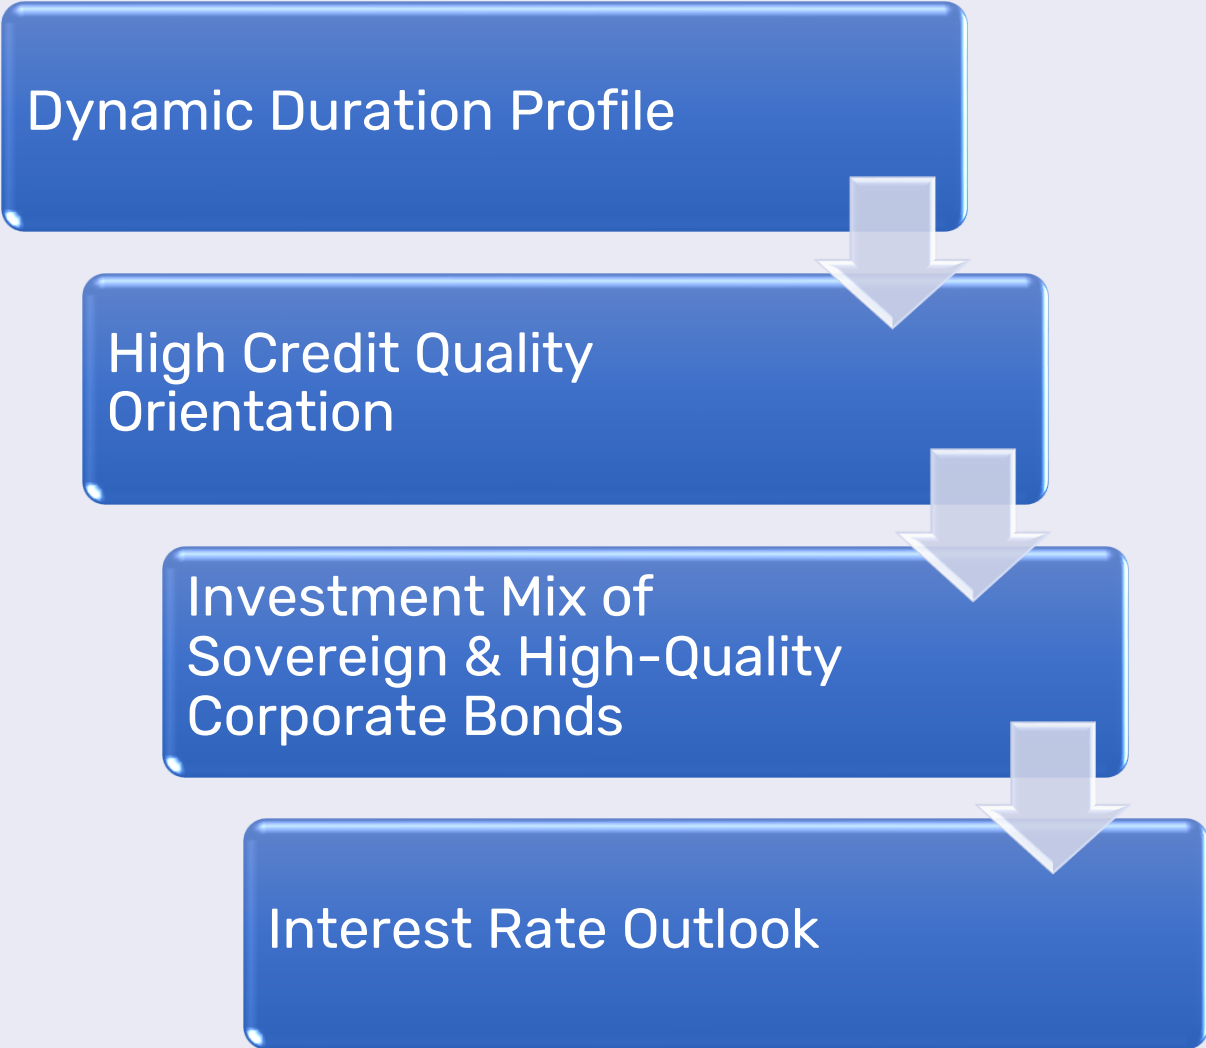 Dynamic Duration Profile
High Credit Quality
Orientation
Investment Mix of
Sovereign & High-Quality
Corporate Bonds
Interest Rate Outlook